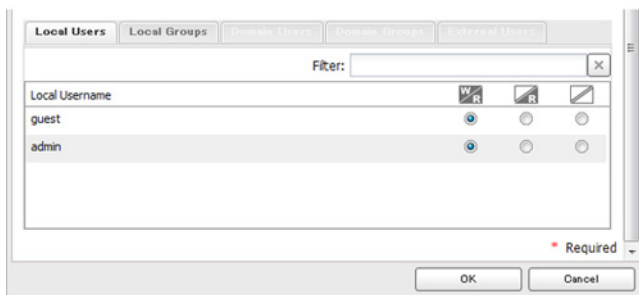 Local Users Local Groups Domain Users Domain Groups External Users
Filter:
Local Username W/R R
guest
admin
* Required
OK Cancel